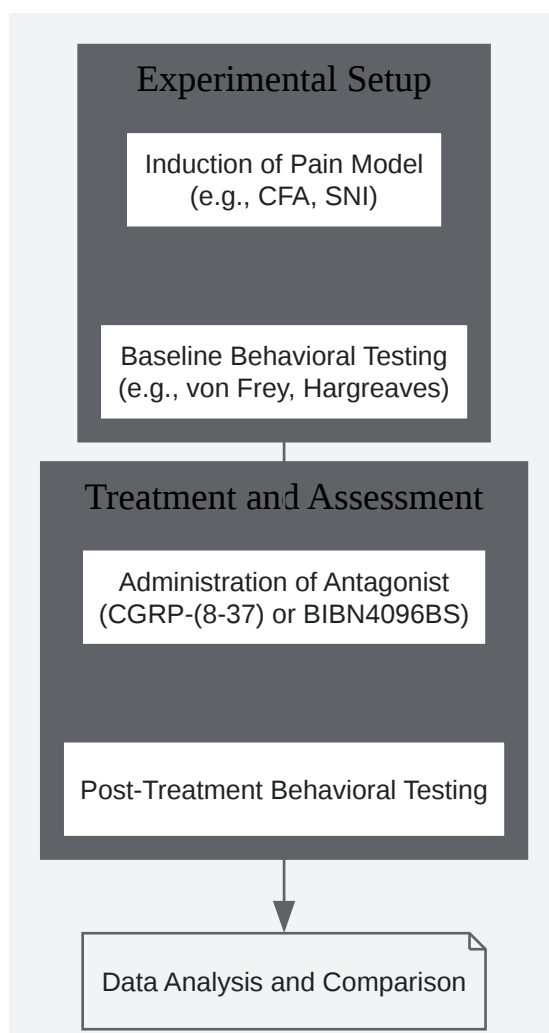 Experimental Setup
Induction of Pain Model
(e.g., CFA, SNI)
Baseline Behavioral Testing
(e.g., von Frey, Hargreaves)
Treatment and Assessment
Administration of Antagonist
(CGRP-(8-37) or BIBN4096BS)
Post-Treatment Behavioral Testing
Data Analysis and Comparison